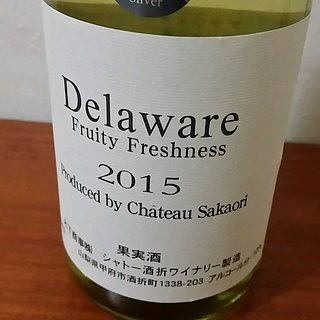 Silver
Delaware
Fruity Freshness
2015
Produced by Château Sakaori
果実酒
シャトー酒折ワイナリー製造
山梨県甲府市酒折町1338-203 アルコール分